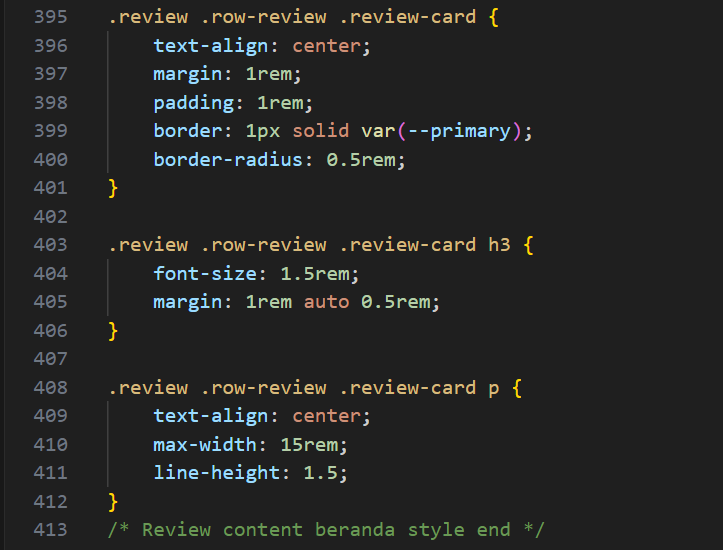 395 .review .row-review .review-card {
396     text-align: center;
397     margin: 1rem;
398     padding: 1rem;
399     border: 1px solid var(--primary);
400     border-radius: 0.5rem;
401 }
402
403 .review .row-review .review-card h3 {
404     font-size: 1.5rem;
405     margin: 1rem auto 0.5rem;
406 }
407
408 .review .row-review .review-card p {
409     text-align: center;
410     max-width: 15rem;
411     line-height: 1.5;
412 }
413 /* Review content beranda style end */